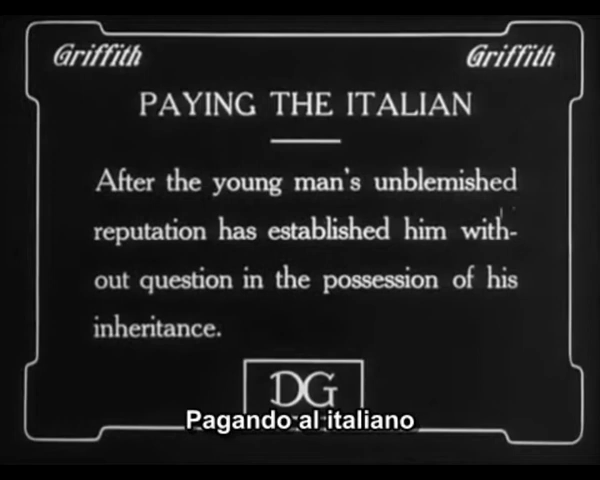 Griffith Griffith
PAYING THE ITALIAN
After the young man's unblemished
reputation has established him with-
out question in the possession of his
inheritance.
DG
Pagando al italiano